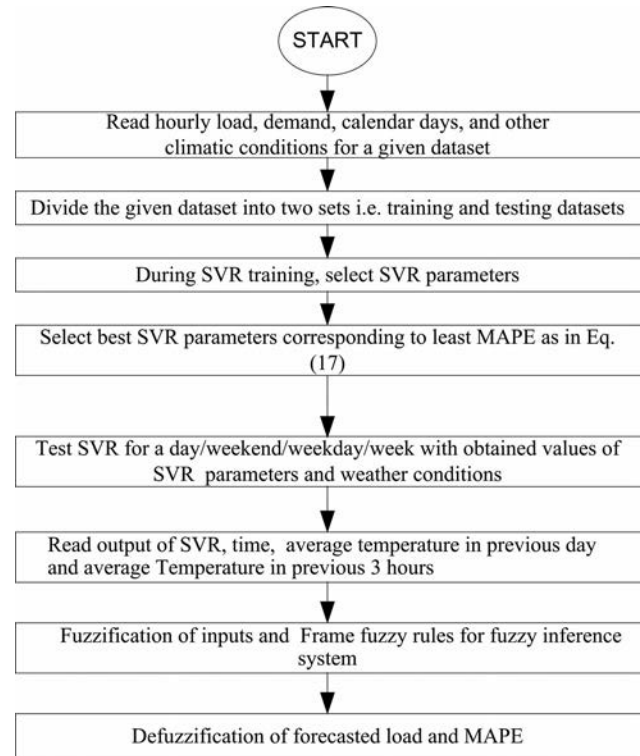 START
Read hourly load, demand, calendar days, and other
climatic conditions for a given dataset
Divide the given dataset into two sets i.e. training and testing datasets
During SVR training, select SVR parameters
Select best SVR parameters corresponding to least MAPE as in Eq.
(17)
Test SVR for a day/weekend/weekday/week with obtained values of
SVR parameters and weather conditions
Read output of SVR, time, average temperature in previous day
and average Temperature in previous 3 hours
Fuzzification of inputs and Frame fuzzy rules for fuzzy inference
system
Defuzzification of forecasted load and MAPE